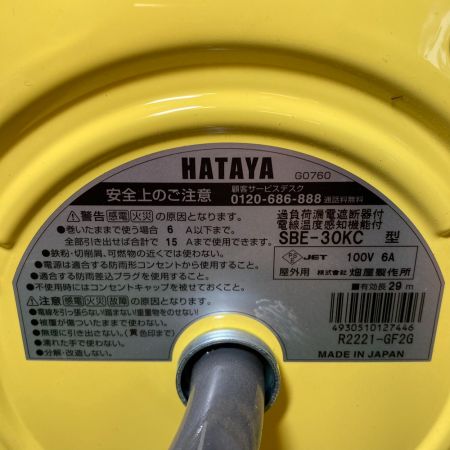 HATAYA G0760
安全上のご注意
顧客サービスデスク
0120-686-888 通話料無料
⚠警告 感電 火災 の原因となります。
●巻いたままで使う場合 6 A以下まで。
全部引き出せば合計で 15 Aまで使用すること。
●鉄粉・切削屑、可燃物の近くでは使わない。
●電源は適合する防雨形コンセントから使用すること。
●適合する防雨差込プラグを使用すること。
●不使用時にはコンセントキャップを被せておくこと。
⚠注意 感電 火災 故障 の原因となります。
●電線を引っ張らない!踏まない!重量物をのせない!
●被覆が傷ついたままで使わない。
●無理に引き出さない。(黄色印まで)
●濡れた手で使わない。
●分解・改造しない。
過負荷漏電遮断器付
電線温度感知機能付
SBE-30KC 型
PSE JET 100V 6A
屋外用 株式会社 畑屋製作所
■有効長 29 m
4930510127446
R2221-GF2G
MADE IN JAPAN